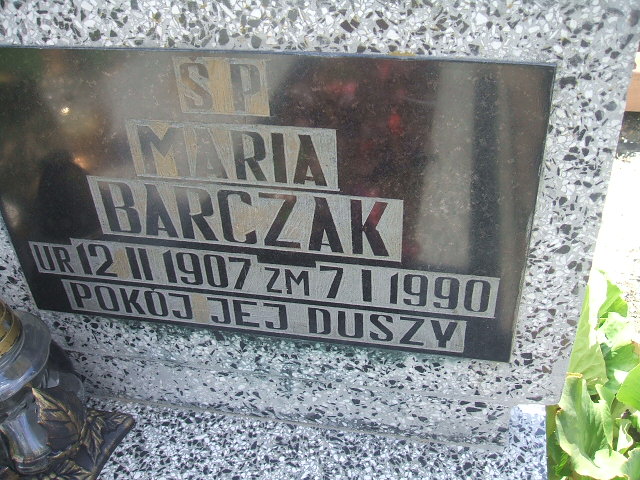 ŚP
MARIA
BARCZAK
UR 12 II 1907 ZM 7 I 1990
POKÓJ JEJ DUSZY